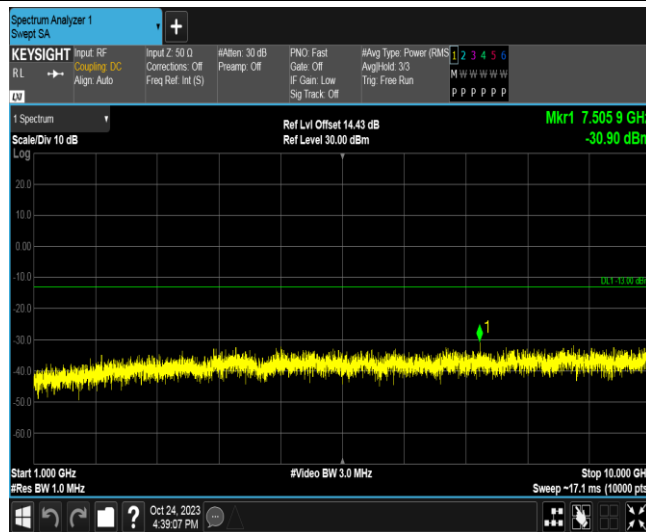 Spectrum Analyzer 1
Swept SA
KEYSIGHT
RL
LXI
Input: RF
Coupling: DC
Align: Auto
Input Z: 50 Ω
Corrections: Off
Freq Ref: Int (S)
#Atten: 30 dB
Preamp: Off
PNO: Fast
Gate: Off
IF Gain: Low
Sig Track: Off
#Avg Type: Power (RMS
Avg|Hold: 3/3
Trig: Free Run
1 2 3 4 5 6
M W W W W W
P P P P P P
1 Spectrum
Scale/Div 10 dB
Log
Ref Lvl Offset 14.43 dB
Ref Level 30.00 dBm
Mkr1 7.505 9 GHz
-30.90 dBm
20.0
10.0
0.00
-10.0
-20.0
-30.0
-40.0
-50.0
-60.0
DL1 -13.00 dBm
1
Start 1.000 GHz
#Res BW 1.0 MHz
#Video BW 3.0 MHz
Stop 10.000 GHz
Sweep ~17.1 ms (10000 pts
?
Oct 24, 2023
4:39:07 PM